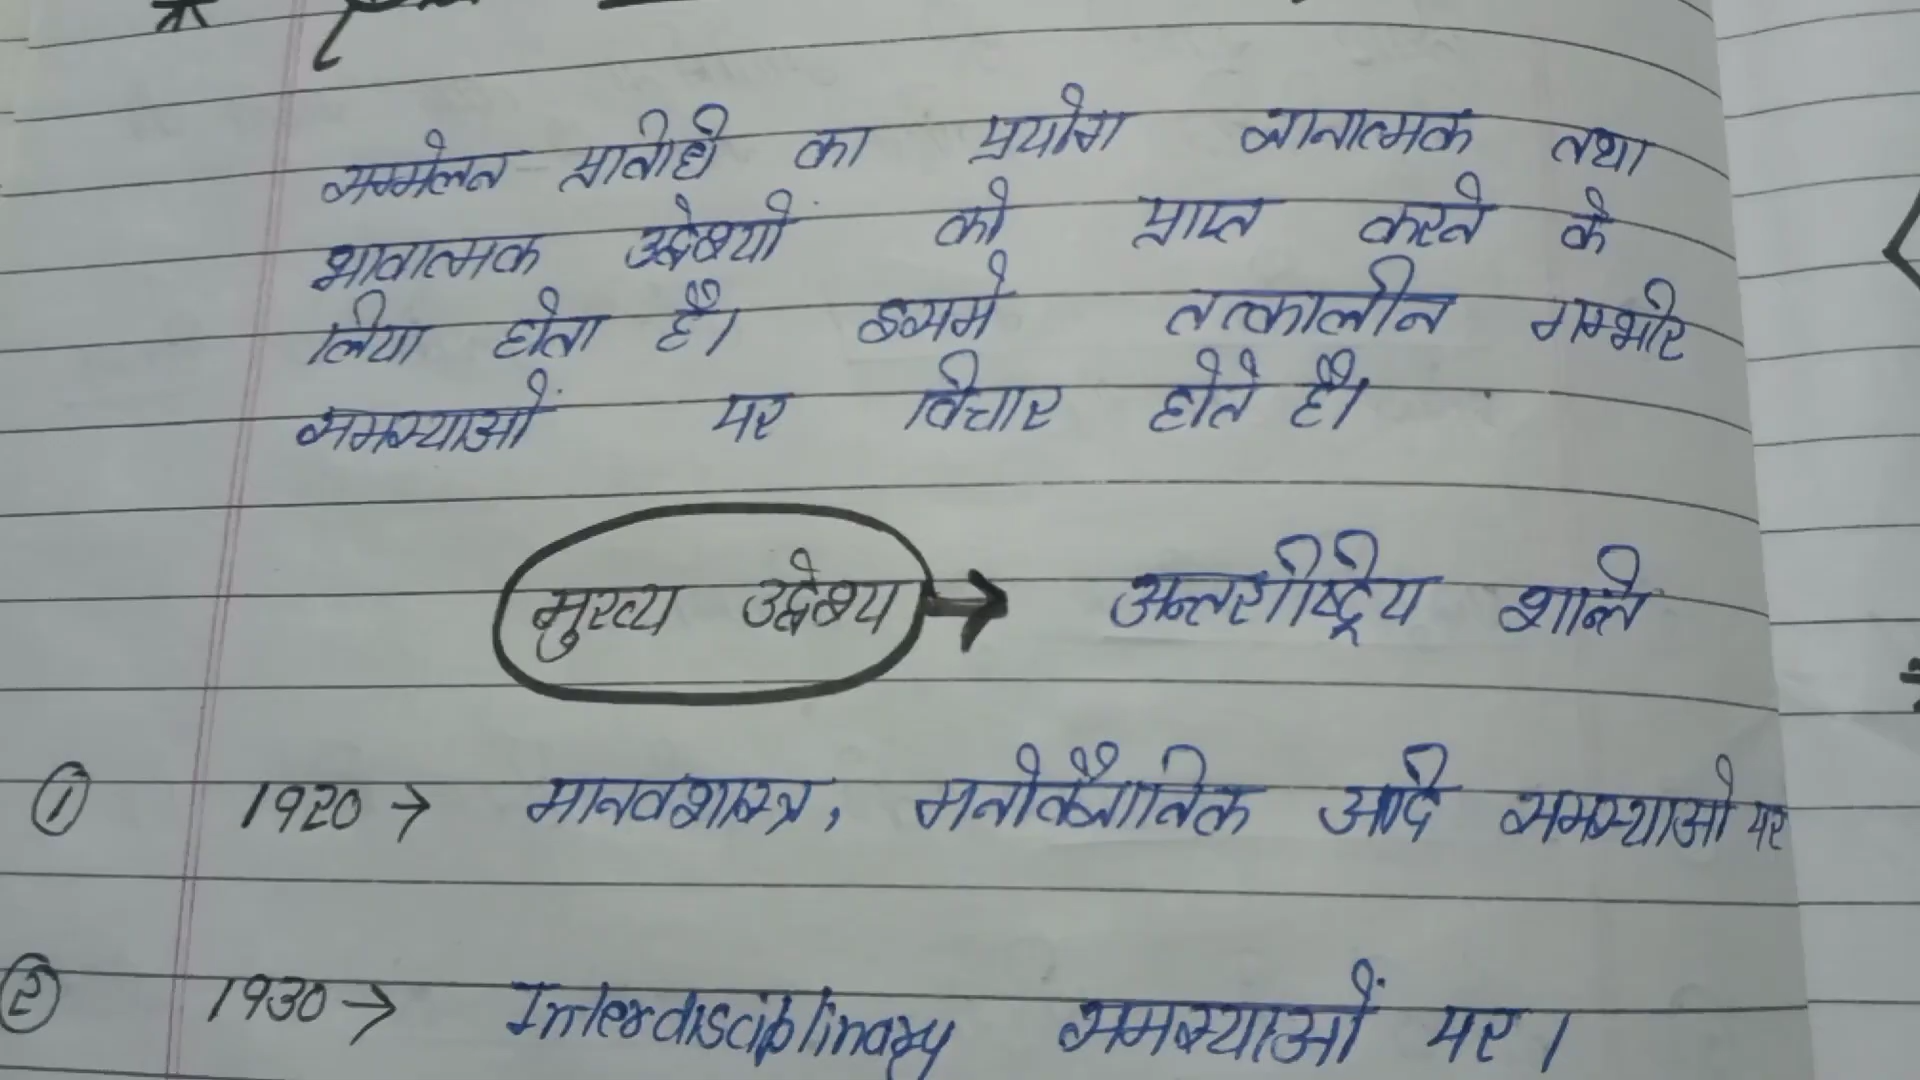 सम्मेलन प्राविधि का प्रयोग ज्ञानात्मक तथा
भावात्मक उद्देश्यों को प्राप्त करने के
लिया होता है। इसमे तत्कालीन गम्भीर
समस्याओं पर विचार होते है।
मुख्य उद्देश्य → अन्तर्राष्ट्रिय शान्ति
① 1920 → मानवशास्त्र, मनोवैज्ञानिक आदि समस्याओ पर
② 1930 → Interdisciplinary समस्याओं पर।